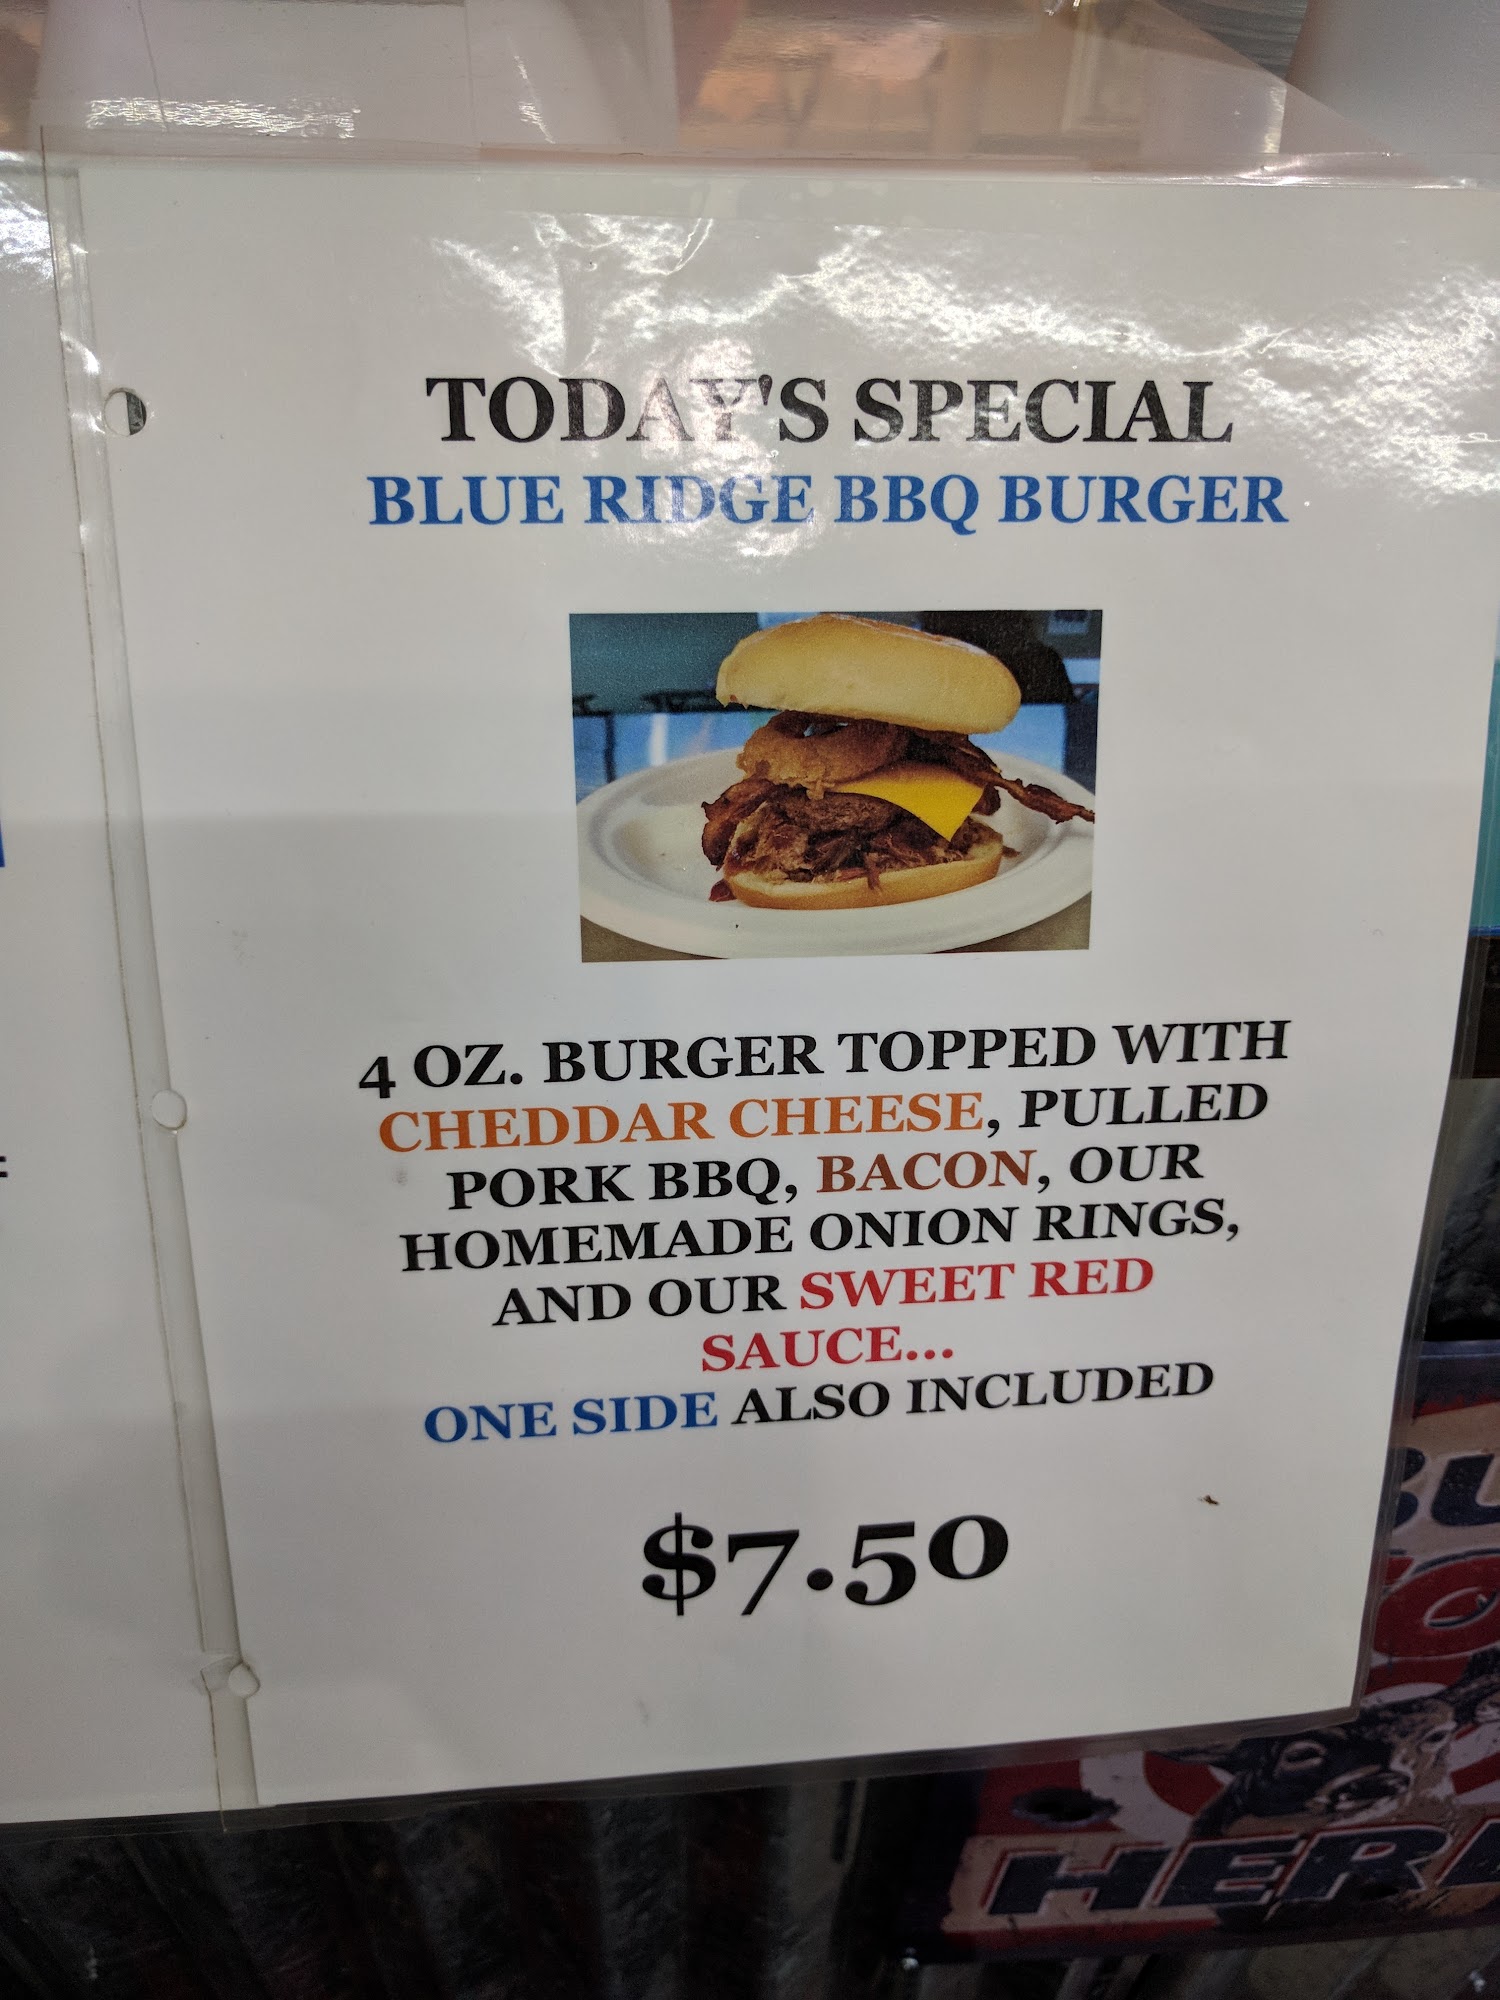 TODAY'S SPECIAL
BLUE RIDGE BBQ BURGER
4 OZ. BURGER TOPPED WITH
CHEDDAR CHEESE, PULLED
PORK BBQ, BACON, OUR
HOMEMADE ONION RINGS,
AND OUR SWEET RED
SAUCE...
ONE SIDE ALSO INCLUDED
$7.50